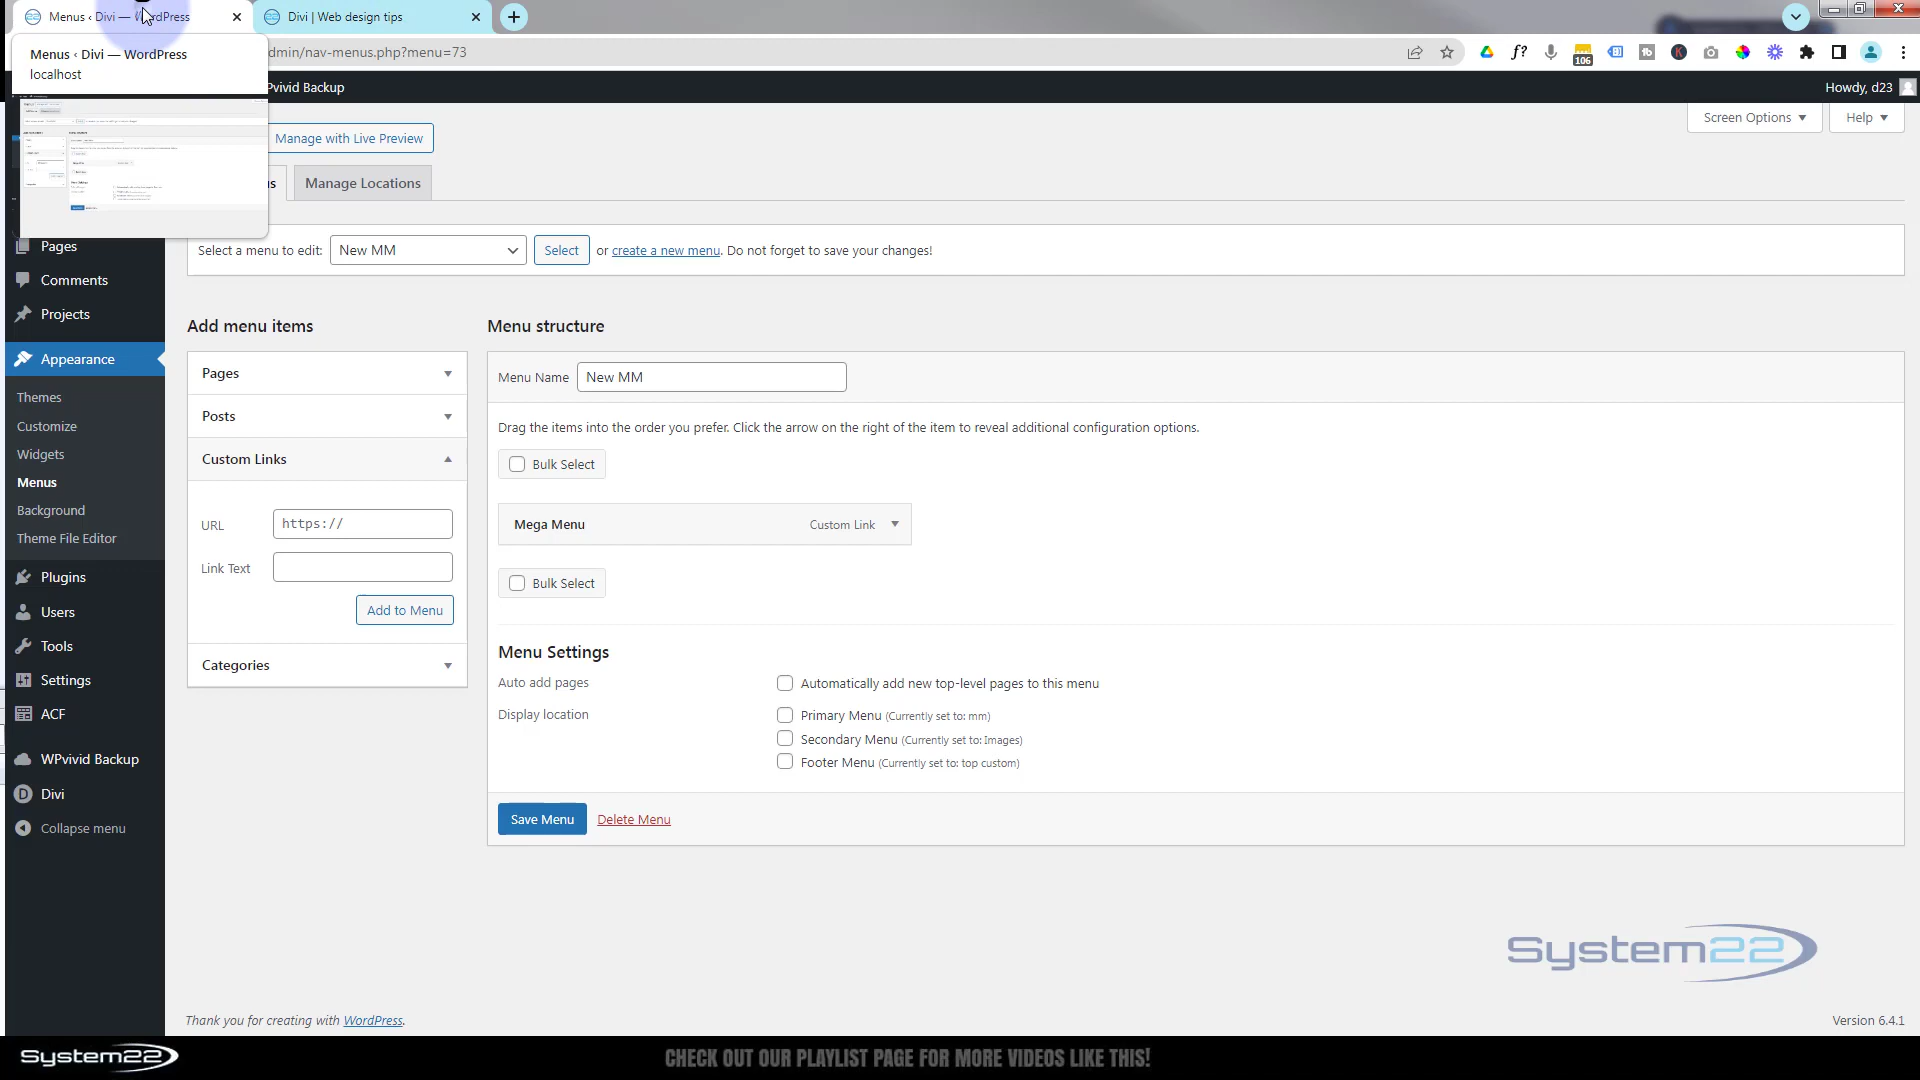 Menus ‹ Divi — WordPress
Divi | Web design tips
Menus ‹ Divi — WordPress
localhost
dmin/nav-menus.php?menu=73
f?
106
tb
K
Pvivid Backup
Howdy, d23
Manage with Live Preview
Screen Options
Help
us
Manage Locations
Select a menu to edit: New MM Select or create a new menu. Do not forget to save your changes!
Pages
Comments
Projects
Appearance
Themes
Customize
Widgets
Menus
Background
Theme File Editor
Plugins
Users
Tools
Settings
ACF
WPvivid Backup
Divi
Collapse menu
Add menu items
Pages
Posts
Custom Links
URL https://
Link Text
Add to Menu
Categories
Menu structure
Menu Name New MM
Drag the items into the order you prefer. Click the arrow on the right of the item to reveal additional configuration options.
Bulk Select
Mega Menu Custom Link
Bulk Select
Menu Settings
Auto add pages Automatically add new top-level pages to this menu
Display location Primary Menu (Currently set to: mm)
Secondary Menu (Currently set to: Images)
Footer Menu (Currently set to: top custom)
Save Menu Delete Menu
System22
Thank you for creating with WordPress.
Version 6.4.1
System22
CHECK OUT OUR PLAYLIST PAGE FOR MORE VIDEOS LIKE THIS!